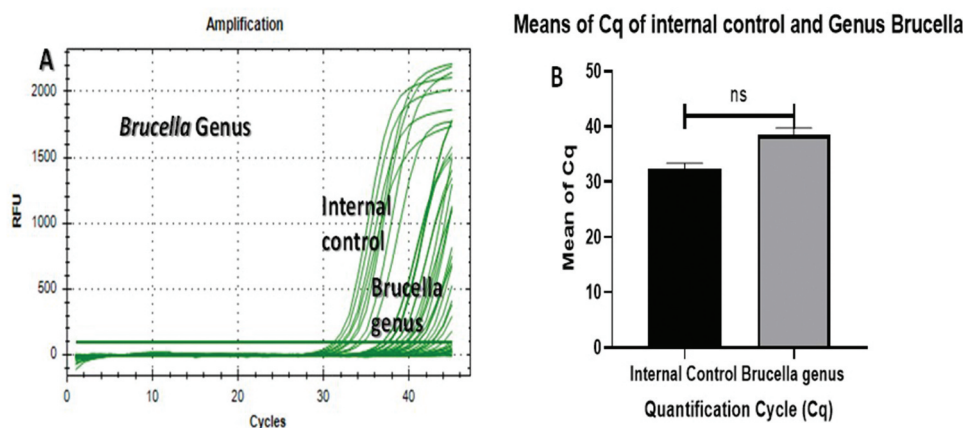 Amplification
A
Brucella Genus
Internal
control
Brucella
genus
RFU
2000
1500
1000
500
0
0
10
20
30
40
Cycles
Means of Cq of internal control and Genus Brucella
B
ns
Mean of Cq
50
40
30
20
10
0
Internal Control Brucella genus
Quantification Cycle (Cq)